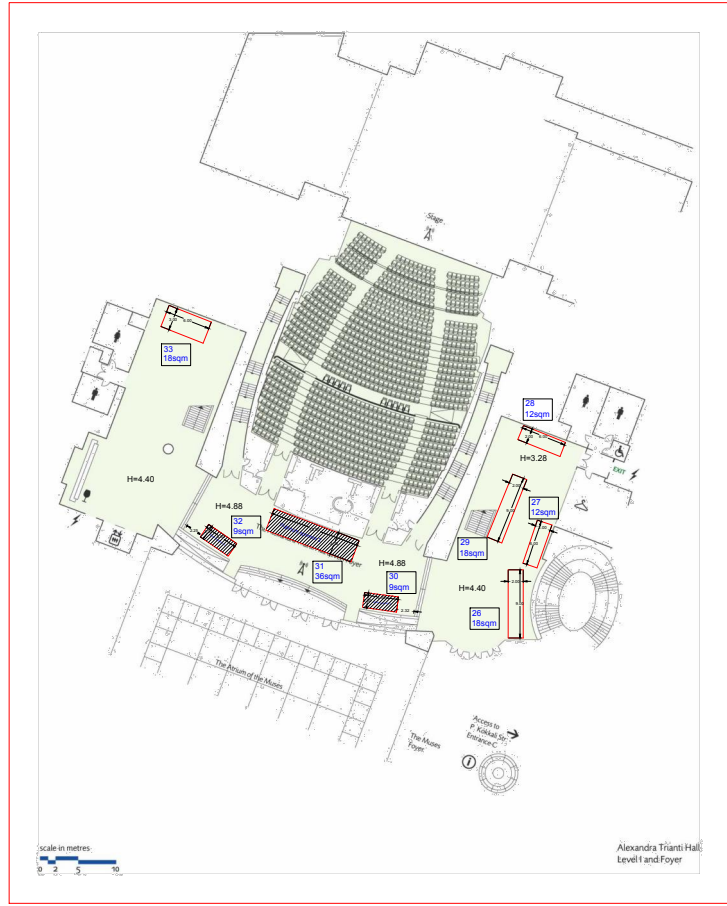 Stage
28
12sqm
33
18sqm
H=3.28
EXIT
H=4.40
27
12sqm
H=4.88
32
9sqm
29
18sqm
31
36sqm
H=4.88
30
9sqm
H=4.40
26
18sqm
2.00
The Atrium of the Muses
Access to
P. Kokkali Str.
Entrance C
The Muses
Foyer
scale in metres
0 2 5 10
Alexandra Trianti Hall
Level 1 and Foyer